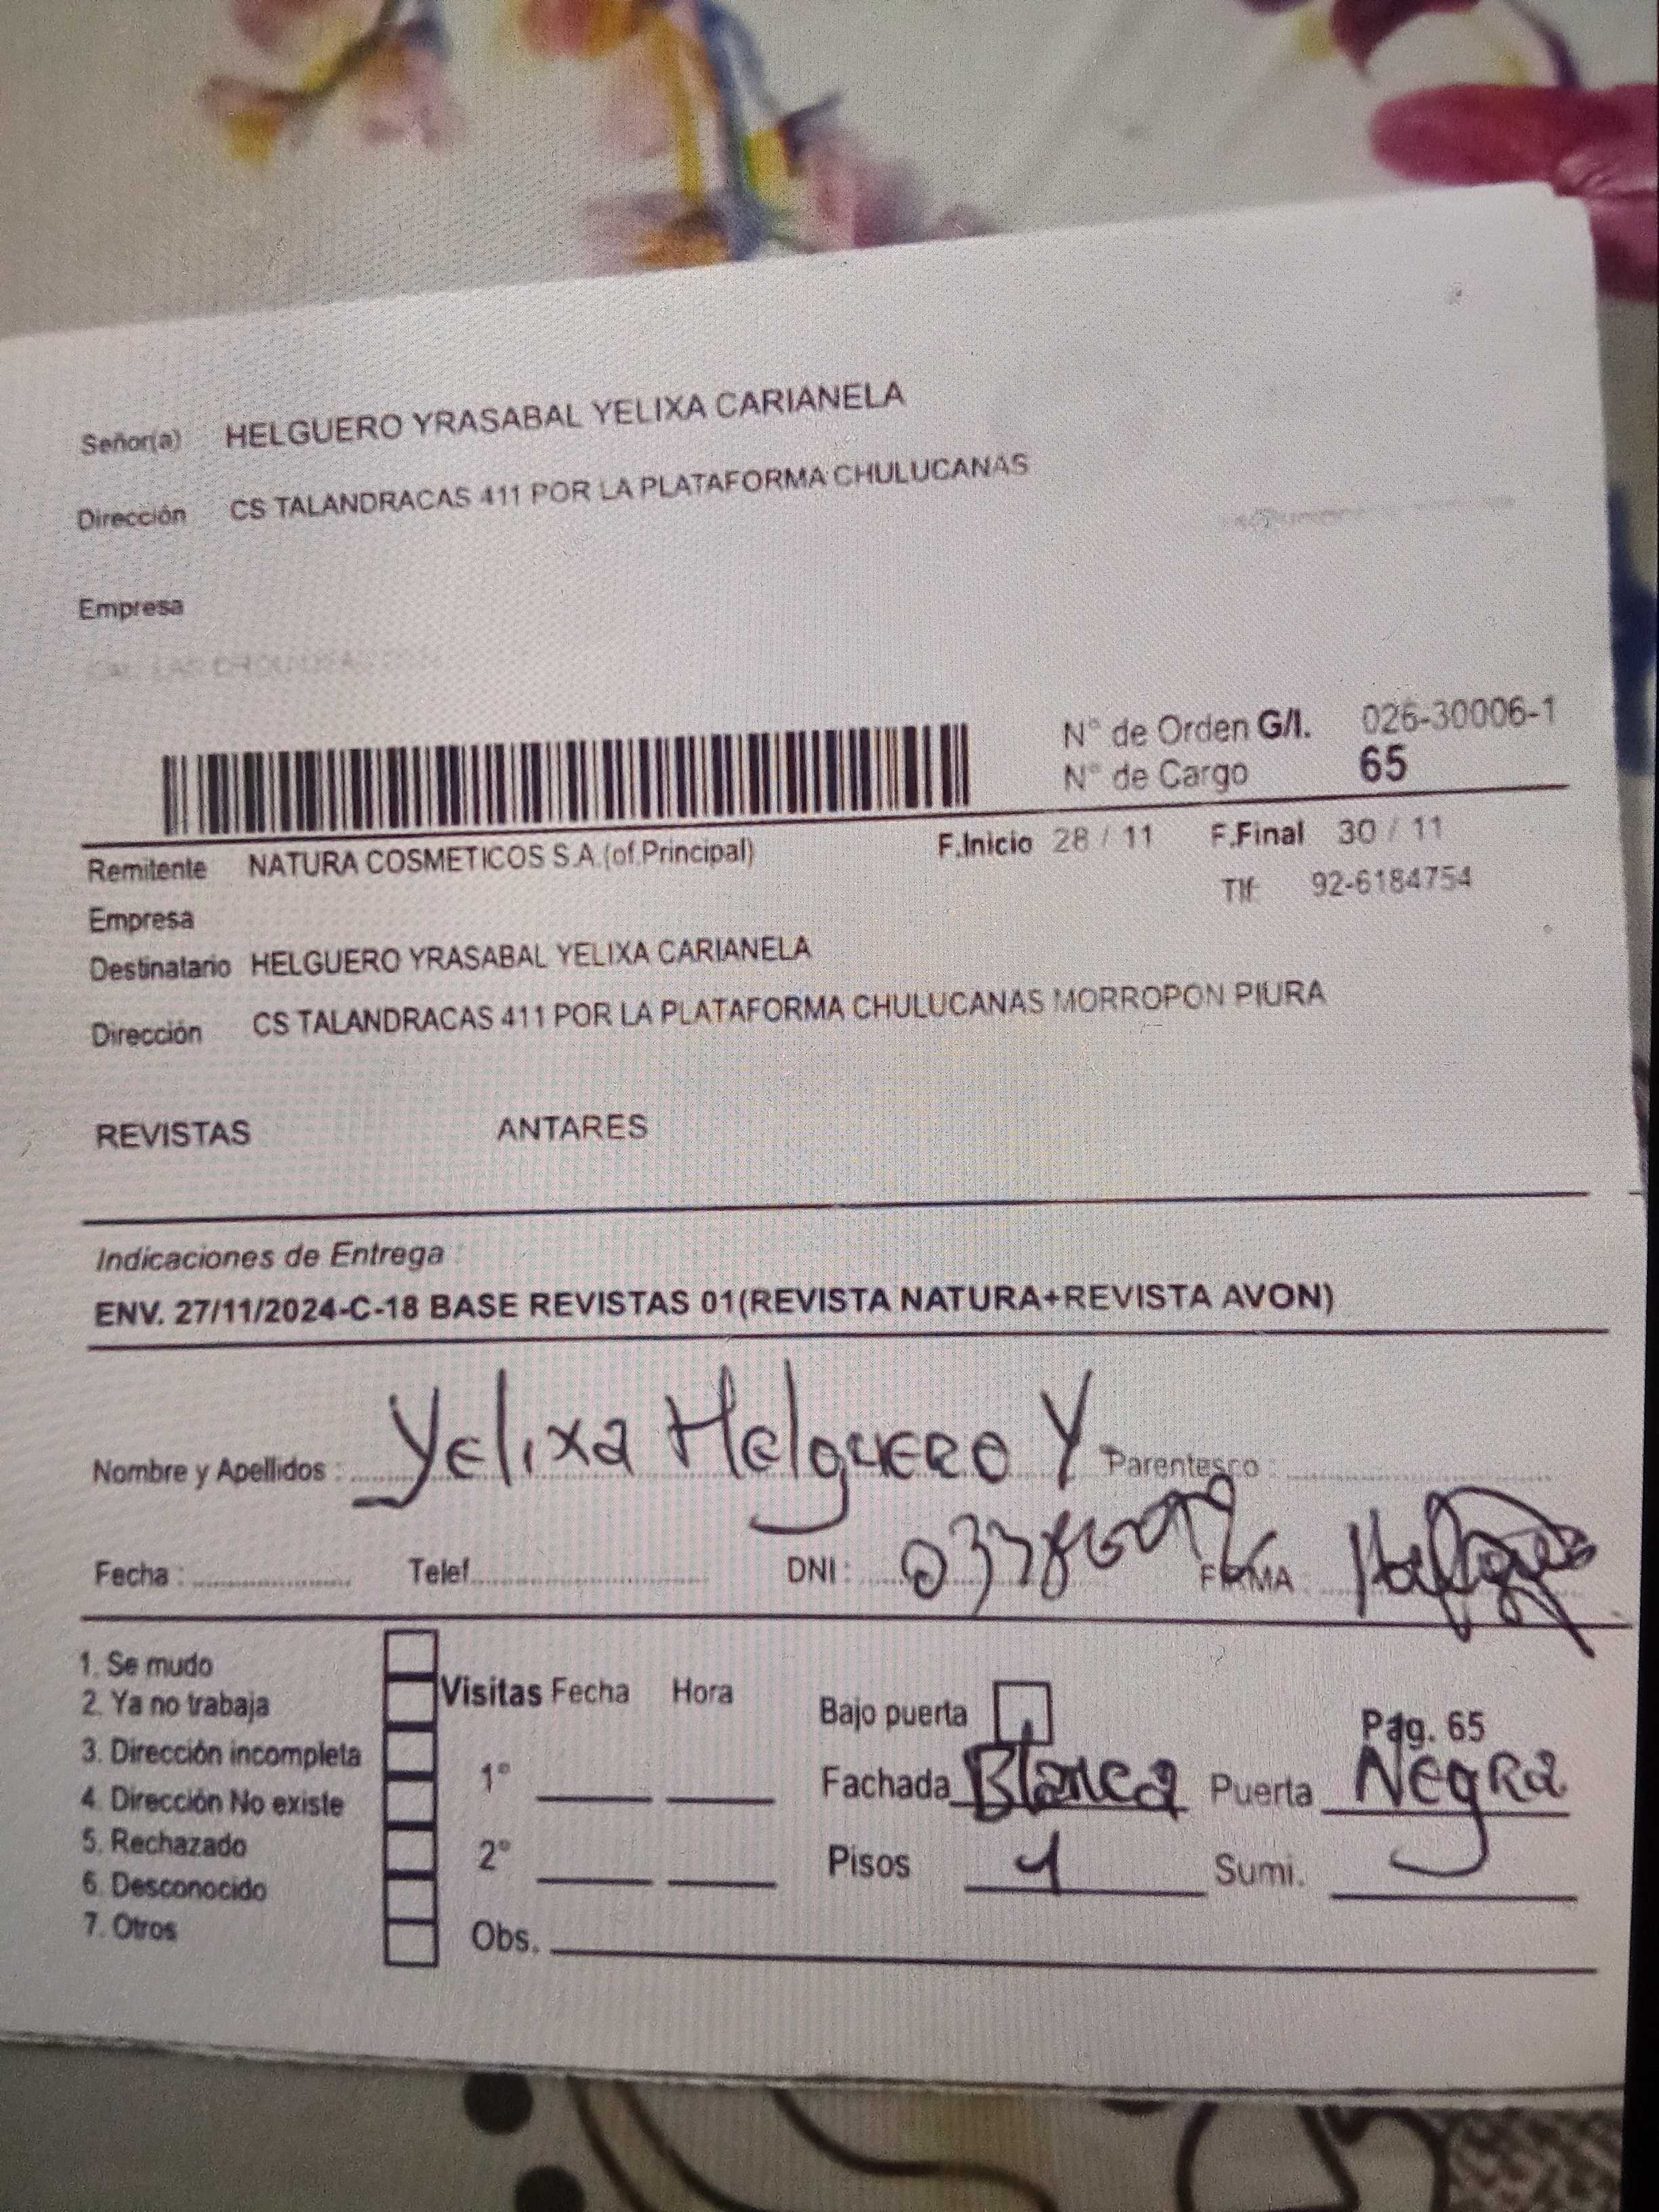 Señor(a) HELGUERO YRASABAL YELIXA CARIANELA
Dirección CS TALANDRACAS 411 POR LA PLATAFORMA CHULUCANAS
Empresa
N° de Orden G/I. 026-30006-1
N° de Cargo 65
Remitente NATURA COSMETICOS S.A.(of.Principal) F.Inicio 28 / 11 F.Final 30 / 11
Tlf: 92-6184754
Empresa
Destinatario HELGUERO YRASABAL YELIXA CARIANELA
Dirección CS TALANDRACAS 411 POR LA PLATAFORMA CHULUCANAS MORROPON PIURA
REVISTAS ANTARES
Indicaciones de Entrega :
ENV. 27/11/2024-C-18 BASE REVISTAS 01(REVISTA NATURA+REVISTA AVON)
Nombre y Apellidos : Yelixa Helguero Y Parentesco :
Fecha : Telef. DNI : FIRMA :
1. Se mudo
2. Ya no trabaja
3. Dirección incompleta
4. Dirección No existe
5. Rechazado
6. Desconocido
7. Otros
Visitas Fecha Hora
1°
2°
Obs.
Bajo puerta Pag. 65
Fachada Blanca Puerta Negra
Pisos 1 Sumi.